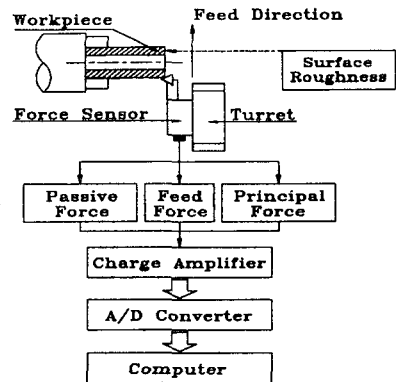 Workpiece
Feed Direction
Surface
Roughness
Force Sensor
Turret
Passive
Force
Feed
Force
Principal
Force
Charge Amplifier
A/D Converter
Computer